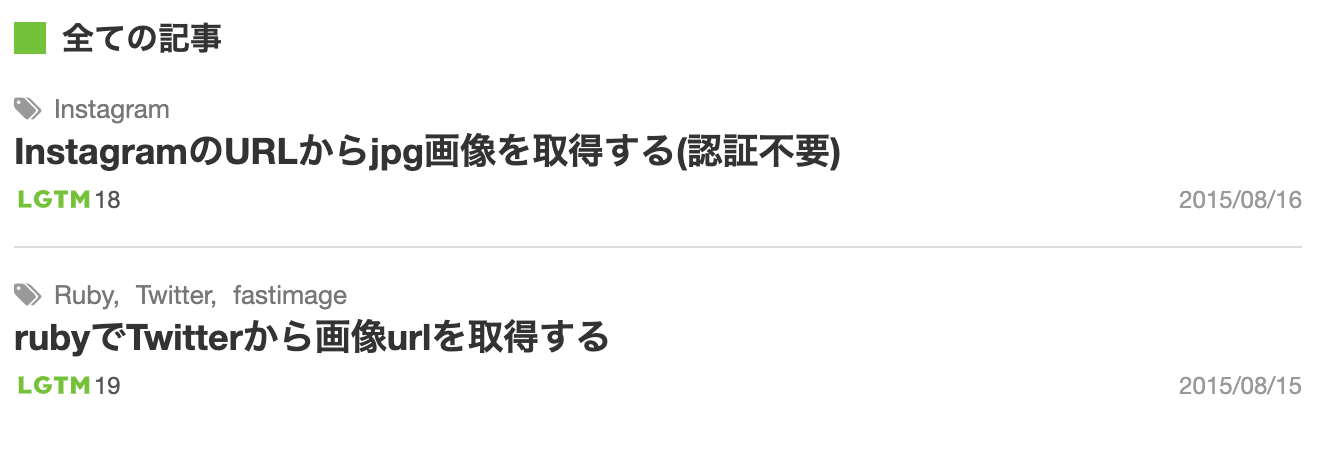 全ての記事
Instagram
InstagramのURLからjpg画像を取得する(認証不要)
LGTM 18
2015/08/16
Ruby, Twitter, fastimage
rubyでTwitterから画像urlを取得する
LGTM 19
2015/08/15